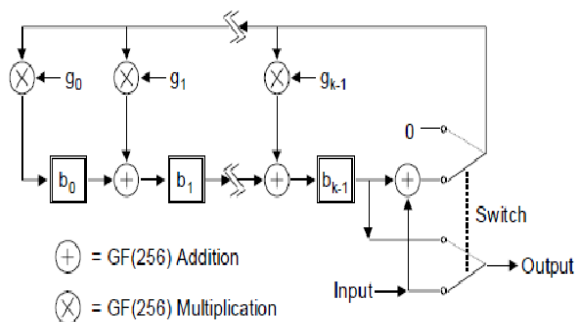 g0
g1
gk-1
0
b0
b1
bk-1
Switch
+ = GF(256) Addition
Output
Input
× = GF(256) Multiplication